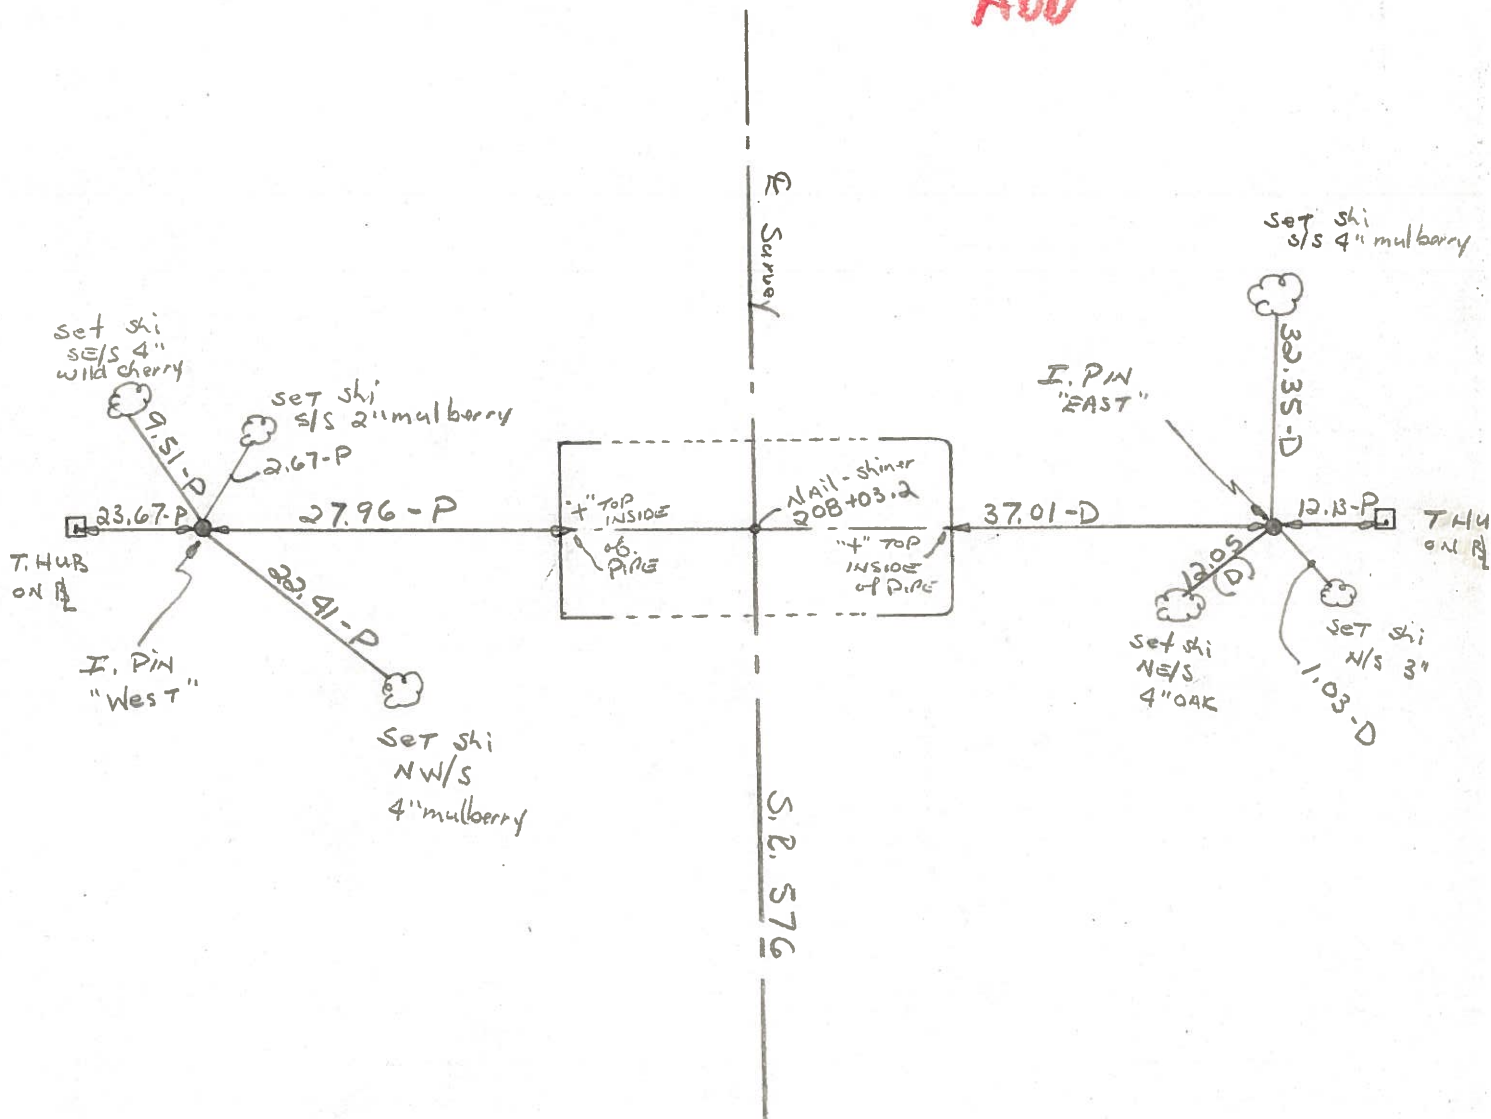 ADD
℄ Survey
Set shi
S/S 4" mulberry
32.35-D
I. PIN
"EAST"
Set shi
SE/S 4"
wild cherry
9.51-P
Set shi
S/S 2" mulberry
2.67-P
23.67-P
27.96-P
"+" TOP
INSIDE
of
PIPE
NAil-shiner
208+03.2
"+" TOP
INSIDE
of PIPE
37.01-D
12.13-P
T. HUB
ON ⅊
T. HU
ON ⅊
22.41-P
12.05
(D)
I. PIN
"WesT"
Set shi
NE/S
4" OAK
SeT shi
N/S 3"
1.03-D
SeT shi
NW/S
4" mulberry
S.R. 576